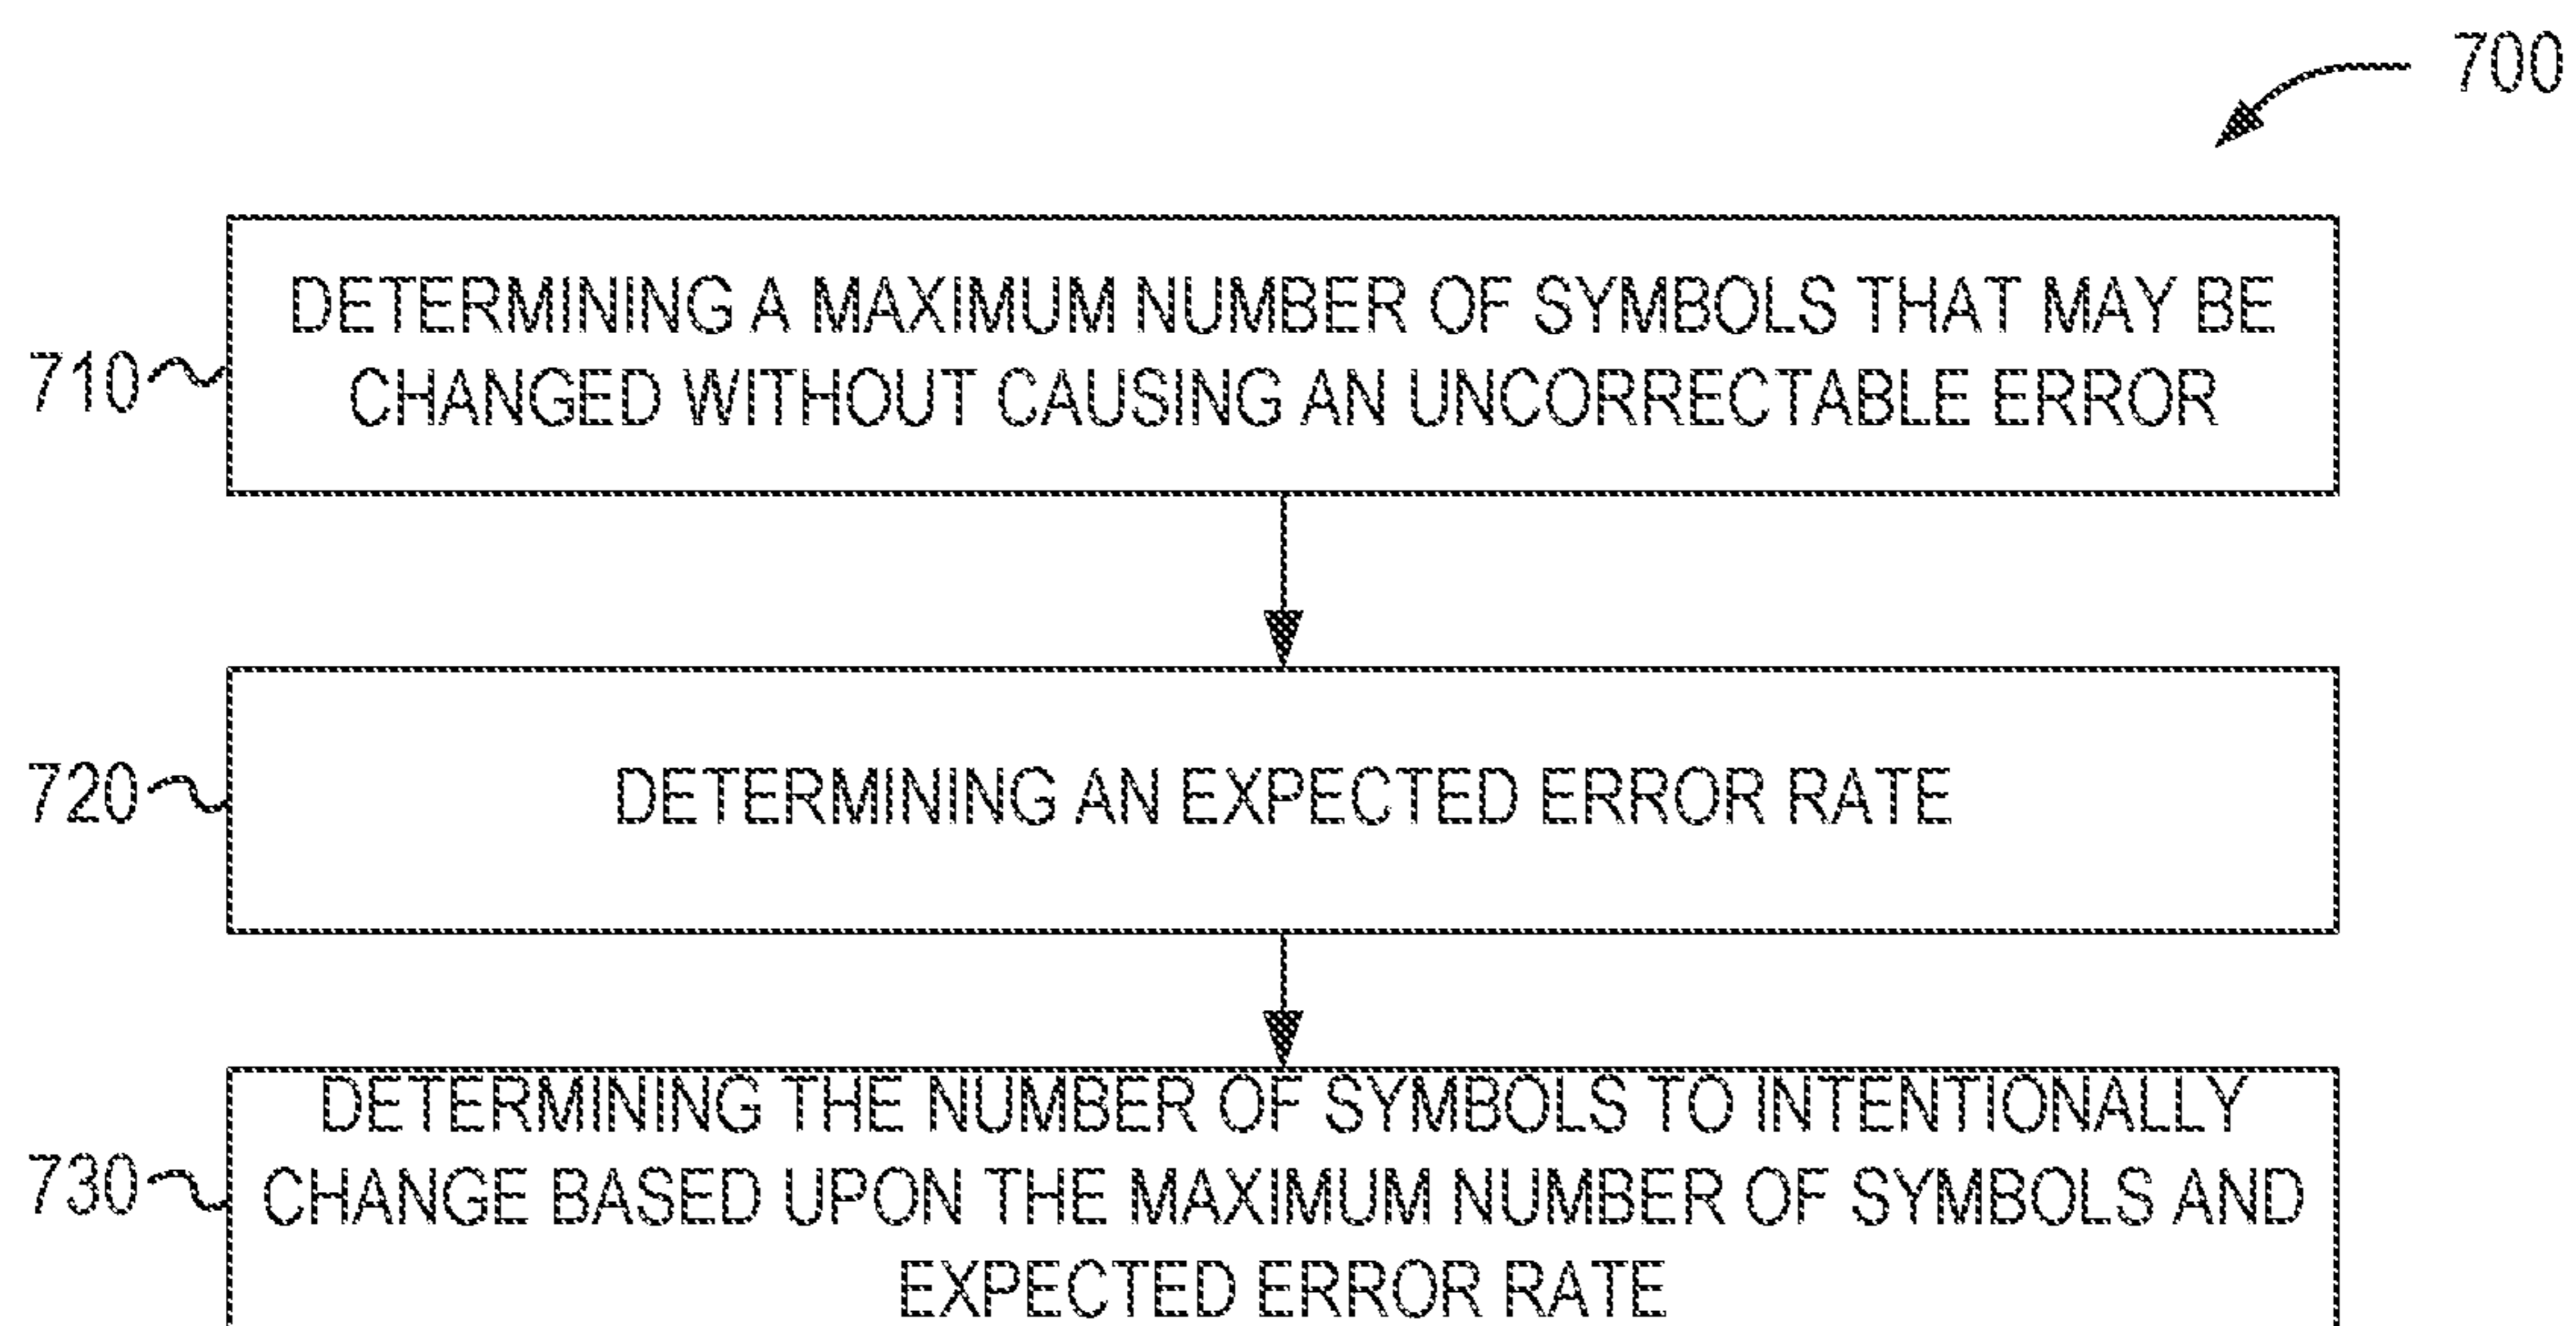 700
DETERMINING A MAXIMUM NUMBER OF SYMBOLS THAT MAY BE
CHANGED WITHOUT CAUSING AN UNCORRECTABLE ERROR
710
DETERMINING AN EXPECTED ERROR RATE
720
DETERMINING THE NUMBER OF SYMBOLS TO INTENTIONALLY
CHANGE BASED UPON THE MAXIMUM NUMBER OF SYMBOLS AND
EXPECTED ERROR RATE
730